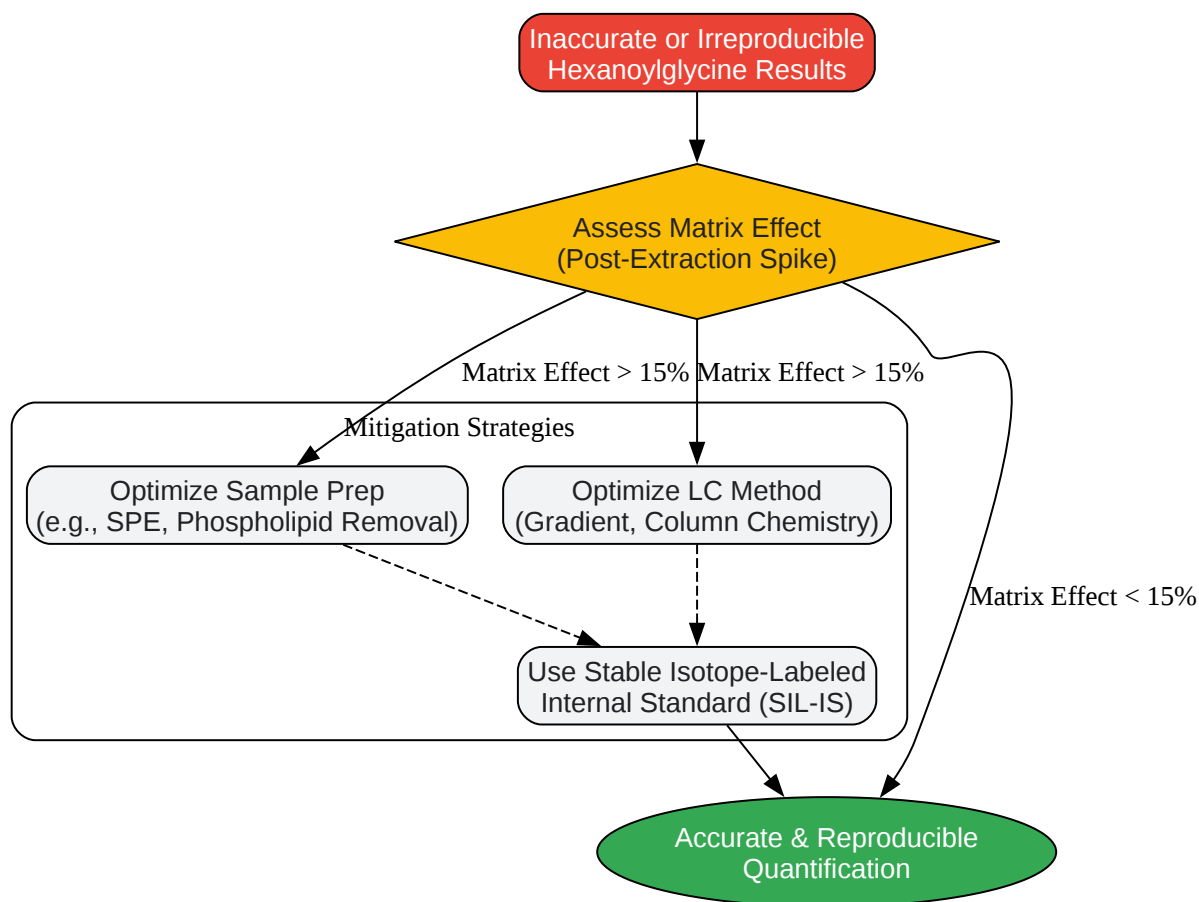 Inaccurate or Irreproducible
Hexanoylglycine Results
Assess Matrix Effect
(Post-Extraction Spike)
Matrix Effect > 15%
Matrix Effect > 15%
Mitigation Strategies
Optimize Sample Prep
(e.g., SPE, Phospholipid Removal)
Optimize LC Method
(Gradient, Column Chemistry)
Matrix Effect < 15%
Use Stable Isotope-Labeled
Internal Standard (SIL-IS)
Accurate & Reproducible
Quantification